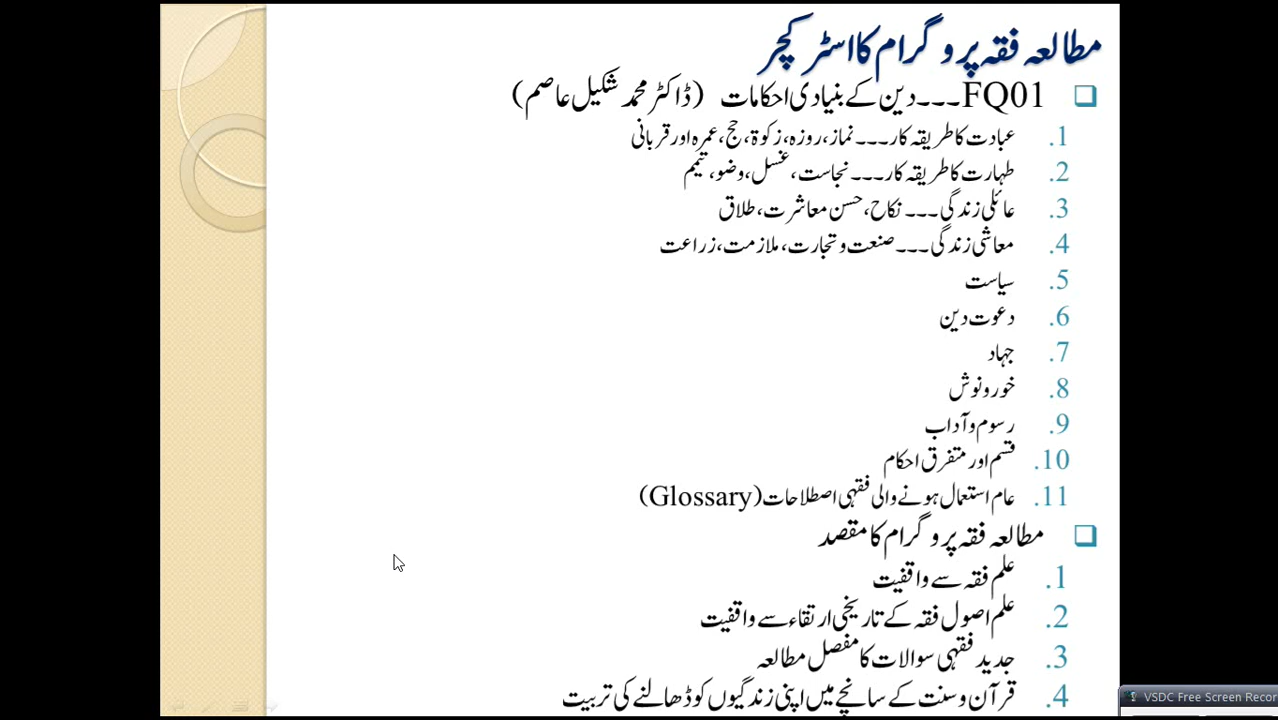 مطالعہ فقہ پروگرام کا اسٹرکچر
FQ01۔۔۔دین کے بنیادی احکامات (ڈاکٹر محمد شکیل عاصم)
1. عبادت کا طریقہ کار۔۔۔ نماز، روزہ، زکوۃ، حج، عمرہ اور قربانی
2. طہارت کا طریقہ کار۔۔۔ نجاست، غسل، وضو، تیمم
3. عائلی زندگی۔۔۔ نکاح، حسن معاشرت، طلاق
4. معاشی زندگی۔۔۔ صنعت و تجارت، ملازمت، زراعت
5. سیاست
6. دعوت دین
7. جہاد
8. خورونوش
9. رسوم و آداب
10. قسم اور متفرق احکام
11. عام استعمال ہونے والی فقہی اصطلاحات (Glossary)
مطالعہ فقہ پروگرام کا مقصد
1. علم فقہ سے واقفیت
2. علم اصول فقہ کے تاریخی ارتقاء سے واقفیت
3. جدید فقہی سوالات کا مفصل مطالعہ
4. قرآن و سنت کے سانچے میں اپنی زندگیوں کو ڈھالنے کی تربیت
VSDC Free Screen Recor